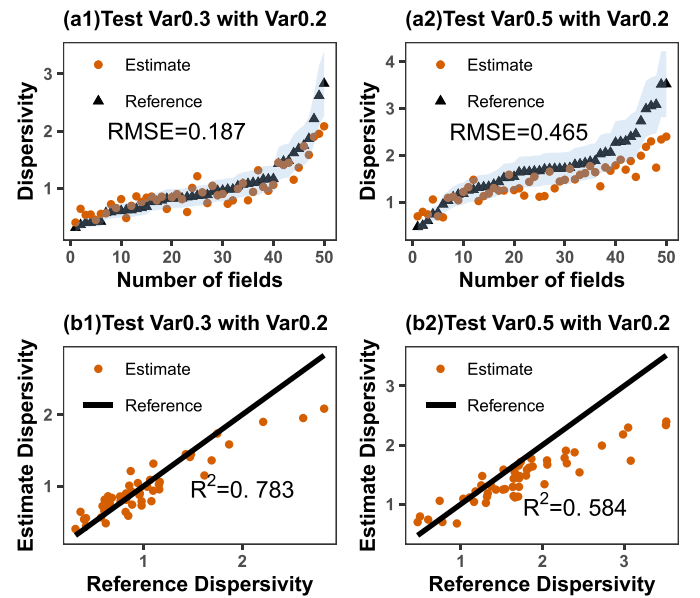 (a1)Test Var0.3 with Var0.2
Dispersivity
3
2
1
Estimate
Reference
RMSE=0.187
0 10 20 30 40 50
Number of fields
(a2)Test Var0.5 with Var0.2
Dispersivity
4
3
2
1
Estimate
Reference
RMSE=0.465
0 10 20 30 40 50
Number of fields
(b1)Test Var0.3 with Var0.2
Estimate Dispersivity
2
1
Estimate
Reference
R²=0. 783
1 2
Reference Dispersivity
(b2)Test Var0.5 with Var0.2
Estimate Dispersivity
3
2
1
Estimate
Reference
R²=0. 584
1 2 3
Reference Dispersivity